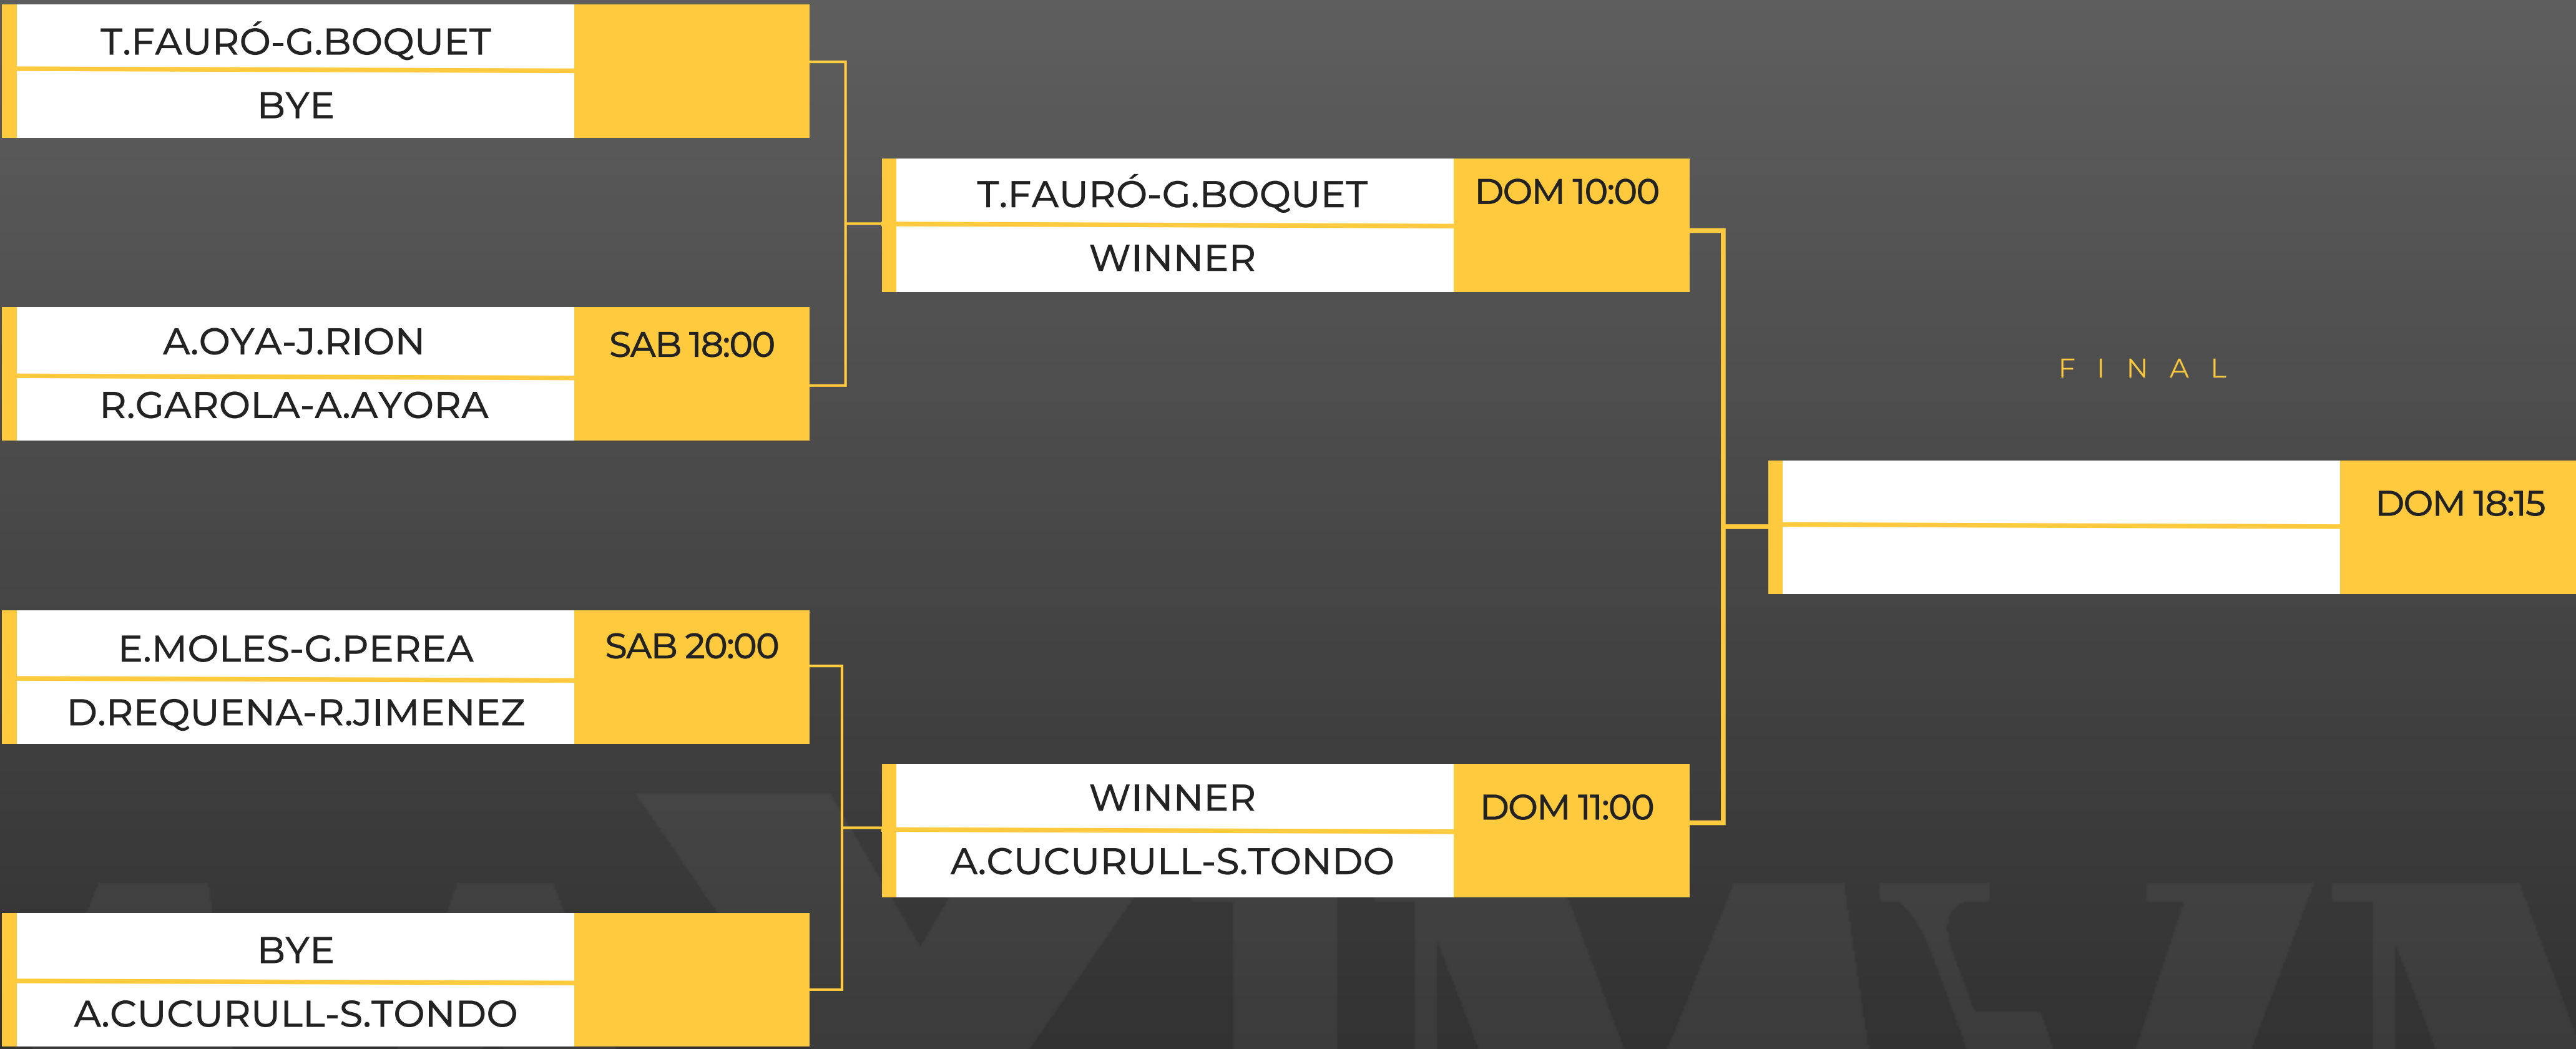 T.FAURÓ-G.BOQUET
BYE
A.OYA-J.RION
SAB 18:00
R.GAROLA-A.AYORA
E.MOLES-G.PEREA
SAB 20:00
D.REQUENA-R.JIMENEZ
BYE
A.CUCURULL-S.TONDO
T.FAURÓ-G.BOQUET
DOM 10:00
WINNER
WINNER
DOM 11:00
A.CUCURULL-S.TONDO
FINAL
DOM 18:15